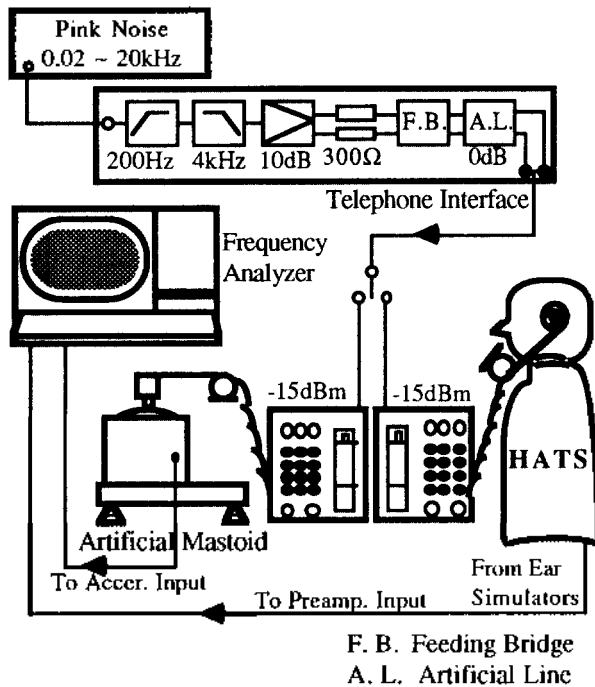 Pink Noise
0.02 ~ 20kHz
200Hz
4kHz
10dB
300Ω
F.B.
A.L.
0dB
Telephone Interface
Frequency
Analyzer
-15dBm
-15dBm
HATS
Artificial Mastoid
To Accer. Input
From Ear
Simulators
To Preamp. Input
F. B. Feeding Bridge
A. L. Artificial Line